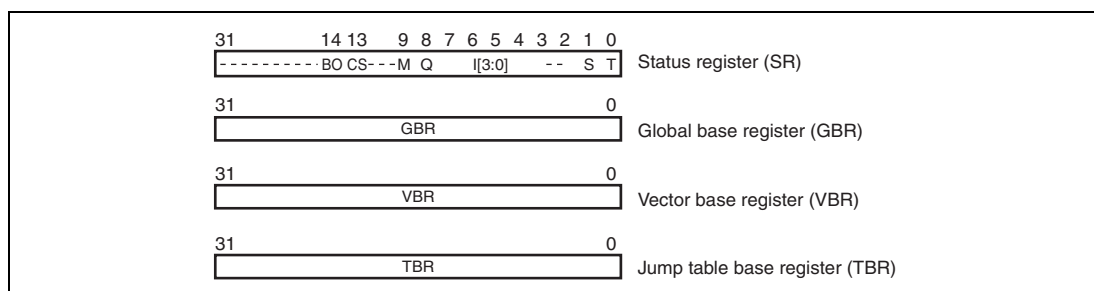 31 14 13 9 8 7 6 5 4 3 2 1 0
---------- BO CS---M Q I[3:0] -- S T Status register (SR)
31 0
GBR Global base register (GBR)
31 0
VBR Vector base register (VBR)
31 0
TBR Jump table base register (TBR)